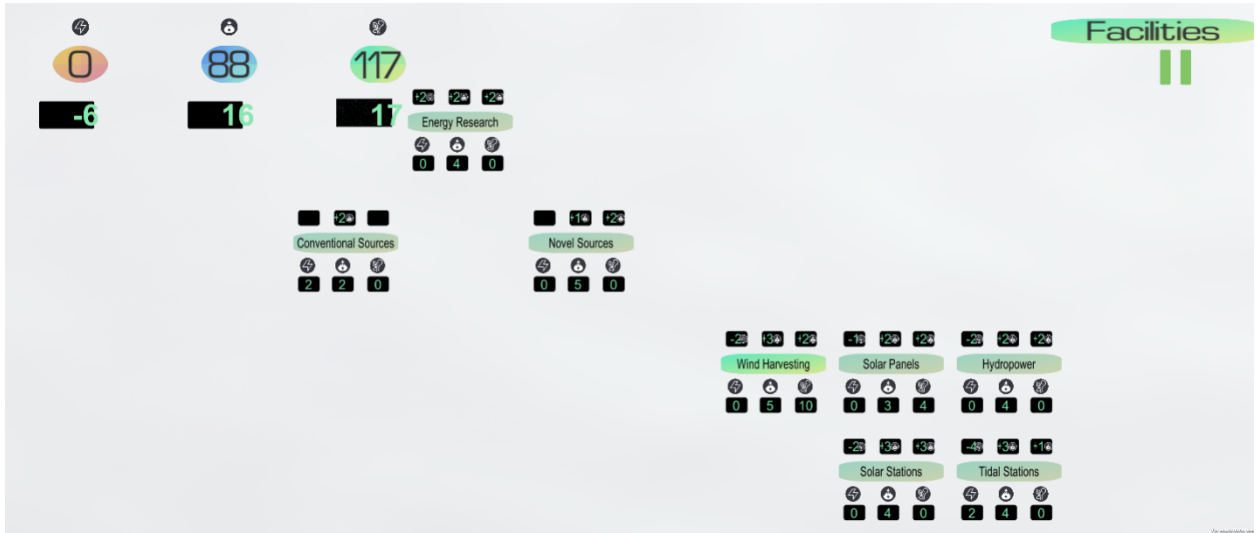 Facilities
0 88 117
-6 16 17
+2 +2 +2
Energy Research
0 4 0
+2
Conventional Sources
2 2 0
+1 +2
Novel Sources
0 5 0
-2 +3 +2
Wind Harvesting
0 5 10
-1 +2 +2
Solar Panels
0 3 4
-2 +2 +2
Hydropower
0 4 0
-2 +3 +3
Solar Stations
0 4 0
-4 +3 +1
Tidal Stations
2 4 0